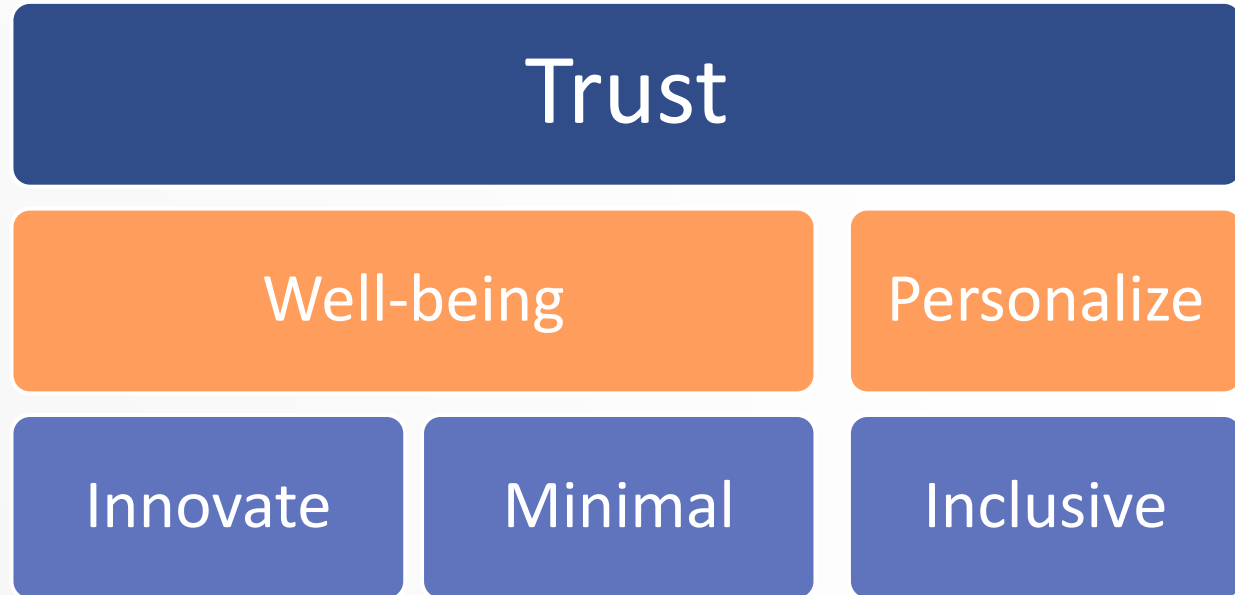 Trust
Well-being
Personalize
Innovate
Minimal
Inclusive